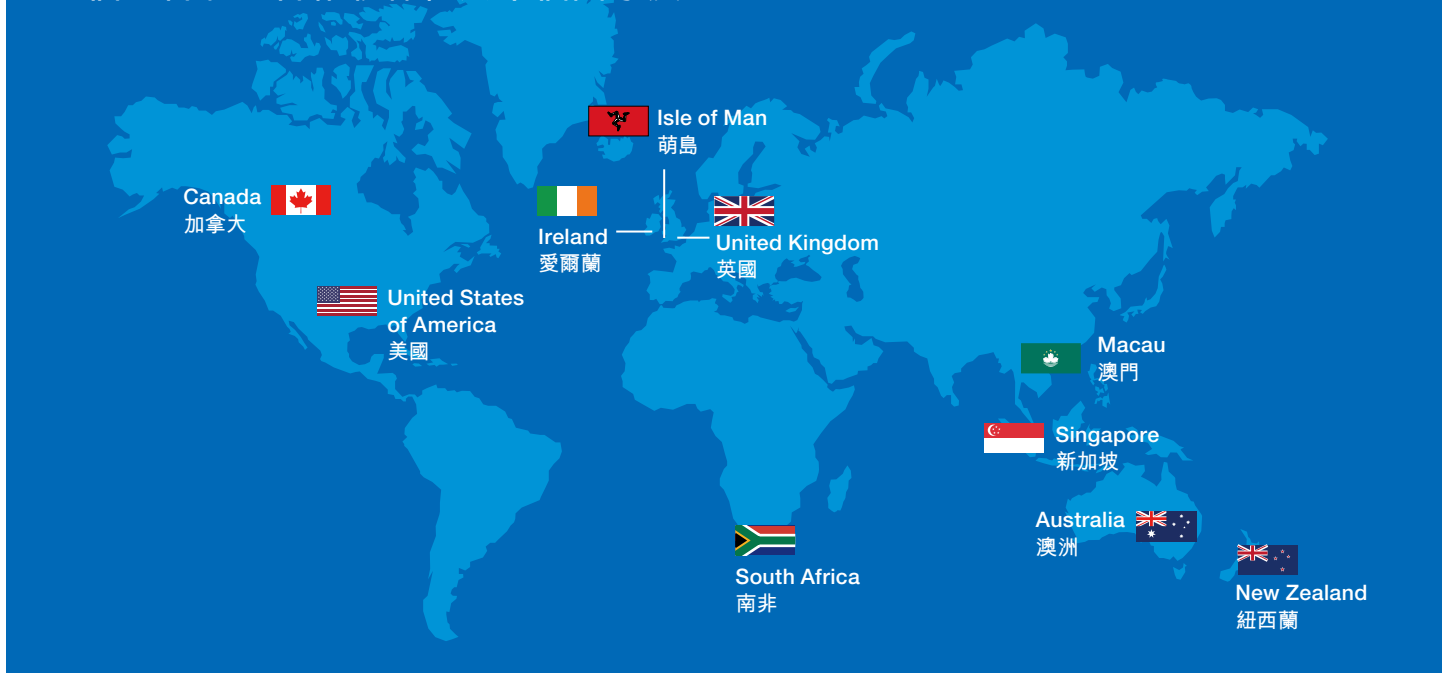 Isle of Man
萌島
Canada
加拿大
Ireland
愛爾蘭
United Kingdom
英國
United States
of America
美國
Macau
澳門
Singapore
新加坡
Australia
澳洲
South Africa
南非
New Zealand
紐西蘭